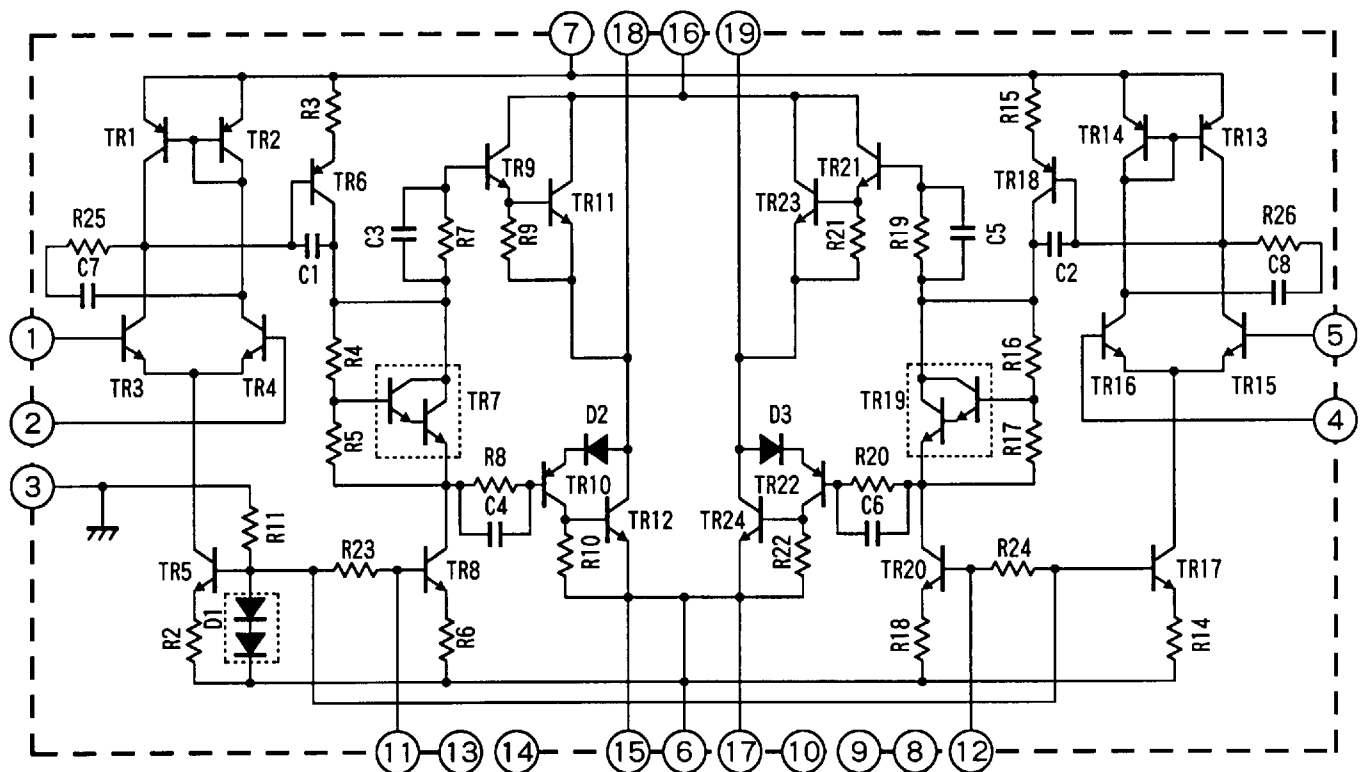 7 18 16 19
TR1 TR2 R3 R15 TR14 TR13
TR6 TR9 TR21 TR18
TR11 TR23
R25 C3 R7 R9 R21 R19 C5 R26
C7 C1 C2 C8
1 5
TR3 TR4 R4 R16 TR16 TR15
TR7 TR19
2 D2 D3 4
R5 R17
3 R8 R20
TR10 TR22
C4 C6
TR12 TR24
R11 R10 R22
R23 R24
TR5 TR8 TR20 TR17
D1
R2 R6 R18 R14
11 13 14 15 6 17 10 9 8 12